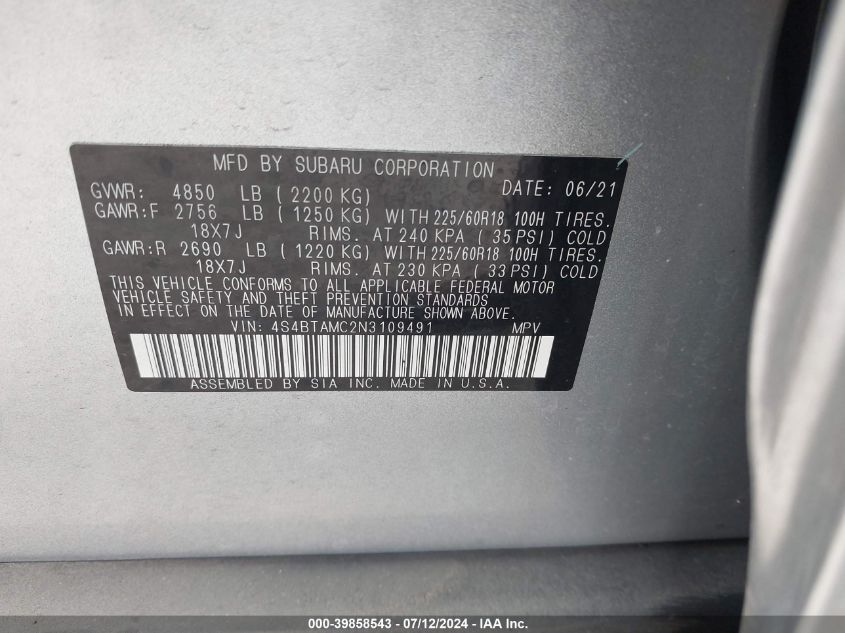 MFD BY SUBARU CORPORATION
GVWR: 4850 LB ( 2200 KG) DATE: 06/21
GAWR:F 2756 LB ( 1250 KG) WITH 225/60R18 100H TIRES.
18X7J RIMS. AT 240 KPA ( 35 PSI) COLD
GAWR:R 2690 LB ( 1220 KG) WITH 225/60R18 100H TIRES.
18X7J RIMS. AT 230 KPA ( 33 PSI) COLD
THIS VEHICLE CONFORMS TO ALL APPLICABLE FEDERAL MOTOR
VEHICLE SAFETY AND THEFT PREVENTION STANDARDS
IN EFFECT ON THE DATE OF MANUFACTURE SHOWN ABOVE.
VIN: 4S4BTAMC2N3109491 MPV
ASSEMBLED BY SIA INC. MADE IN U.S.A.
000-39858543 - 07/12/2024 - IAA Inc.